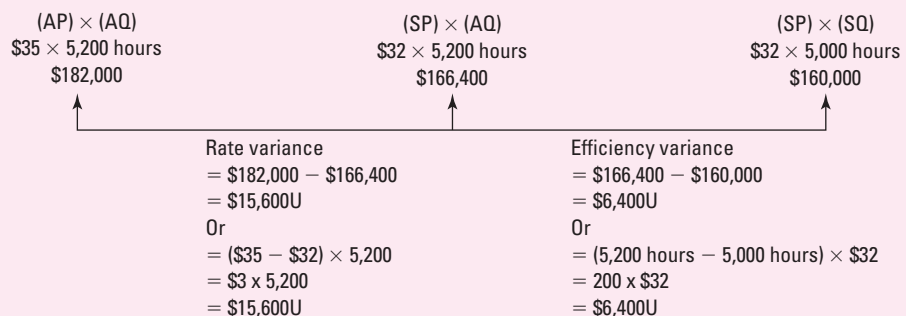 (AP) × (AQ)
$35 × 5,200 hours
$182,000
(SP) × (AQ)
$32 × 5,200 hours
$166,400
(SP) × (SQ)
$32 × 5,000 hours
$160,000
Rate variance
= $182,000 − $166,400
= $15,600U
Or
= ($35 − $32) × 5,200
= $3 x 5,200
= $15,600U
Efficiency variance
= $166,400 − $160,000
= $6,400U
Or
= (5,200 hours − 5,000 hours) × $32
= 200 x $32
= $6,400U